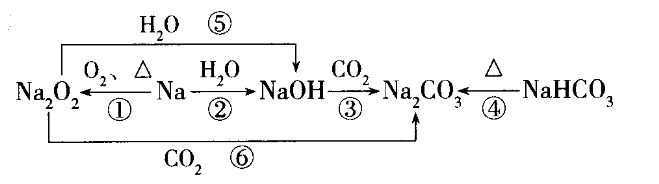 H₂O ⑤
O₂、 △ H₂O CO₂ △
Na₂O₂ Na NaOH Na₂CO₃ NaHCO₃
① ② ③ ④
CO₂ ⑥